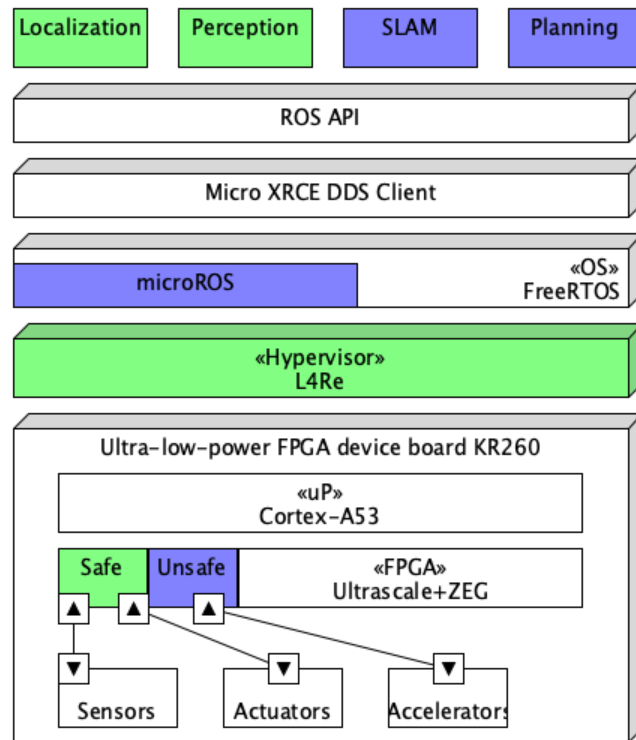 Localization
Perception
SLAM
Planning
ROS API
Micro XRCE DDS Client
microROS
«OS»
FreeRTOS
«Hypervisor»
L4Re
Ultra-low-power FPGA device board KR260
«uP»
Cortex-A53
Safe
Unsafe
«FPGA»
Ultrascale+ZEG
Sensors
Actuators
Accelerators